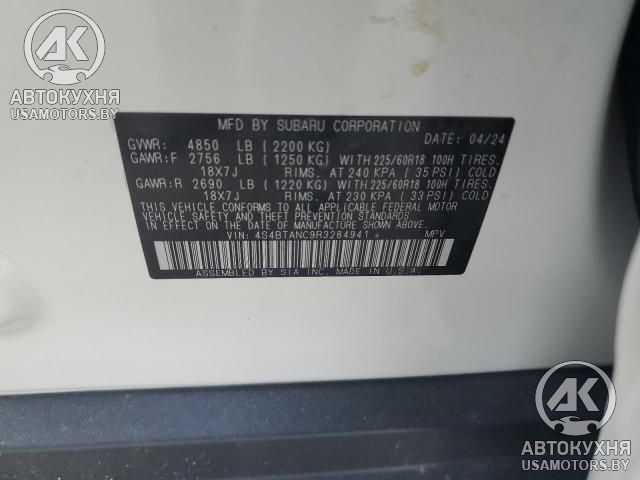 AK
АВТОКУХНЯ
USAMOTORS.BY
MFD BY SUBARU CORPORATION
GVWR: 4850 LB (2200 KG) DATE: 04/24
GAWR:F 2756 LB (1250 KG) WITH 225/60R18 100H TIRES.
18X7J RIMS. AT 240 KPA (35 PSI) COLD
GAWR:R 2690 LB (1220 KG) WITH 225/60R18 100H TIRES.
18X7J RIMS. AT 230 KPA (33 PSI) COLD
THIS VEHICLE CONFORMS TO ALL APPLICABLE FEDERAL MOTOR
VEHICLE SAFETY AND THEFT PREVENTION STANDARDS IN EFFECT
ON THE DATE OF MANUFACTURE SHOWN ABOVE.
VIN: 4S4BTANC9R3284941 MPV
ASSEMBLED BY SIA INC. MADE IN U.S.A.
AK
АВТОКУХНЯ
USAMOTORS.BY